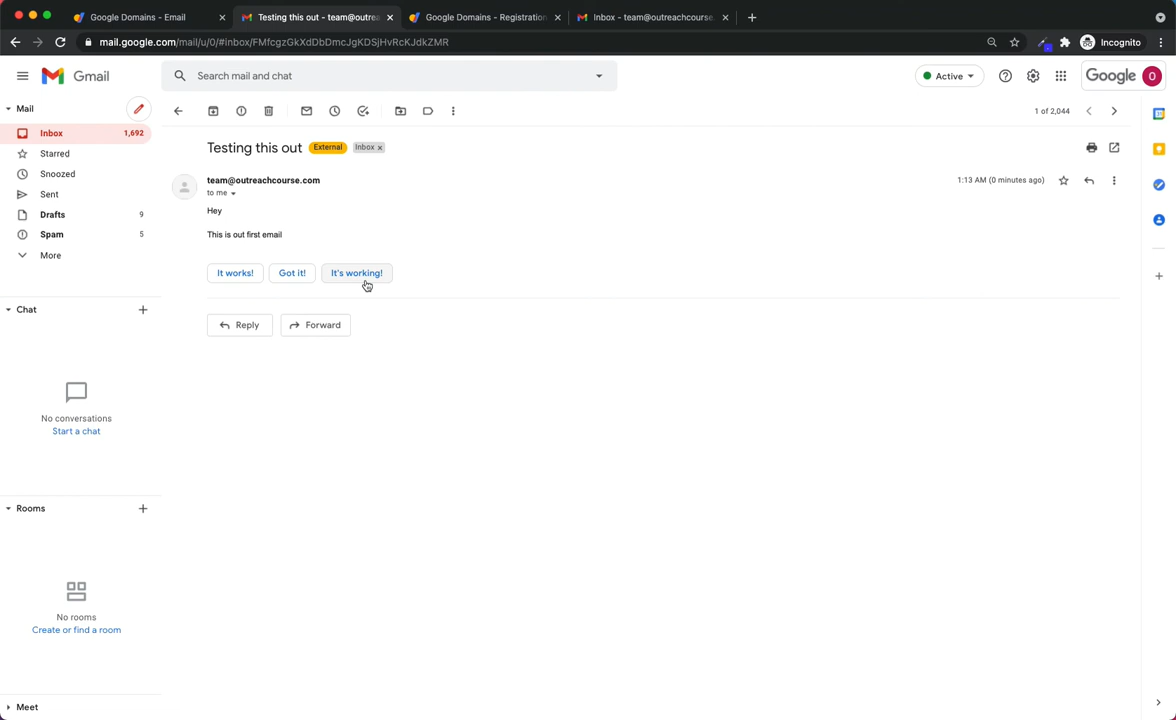 Google Domains - Email
Testing this out - team@outrea
Google Domains - Registration
Inbox - team@outreachcourse.
mail.google.com/mail/u/0/#inbox/FMfcgzGkXdDbDmcJgKDSjHvRcKJdkZMR
Incognito
Gmail
Search mail and chat
Active
Google
O
Mail
1 of 2,044
Inbox 1,692
Starred
Snoozed
Sent
Drafts 9
Spam 5
More
Testing this out External Inbox x
team@outreachcourse.com
1:13 AM (0 minutes ago)
to me
Hey
This is out first email
It works! Got it! It's working!
Reply Forward
Chat
No conversations
Start a chat
Rooms
No rooms
Create or find a room
Meet